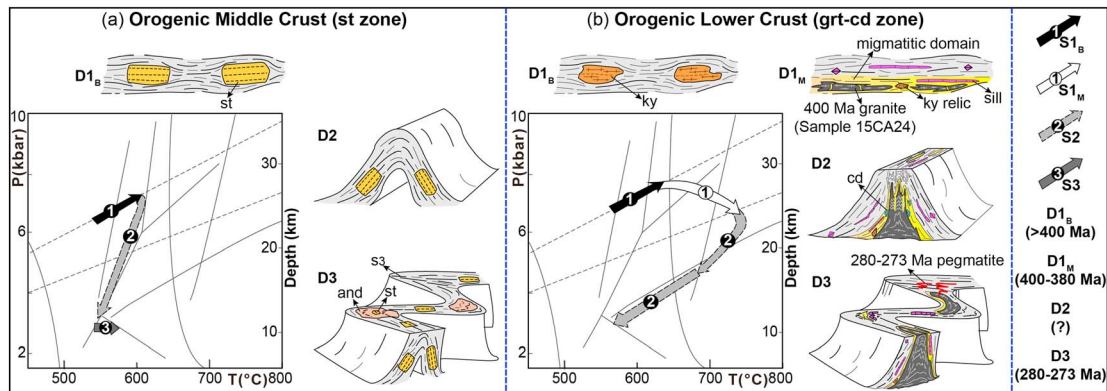 (a) Orogenic Middle Crust (st zone)
D1B
st
P(kbar)
10
6
2
1
2
3
30
20
10
Depth (km)
500
600
700
800
T(°C)
D2
D3
s3
and
st
(b) Orogenic Lower Crust (grt-cd zone)
D1B
ky
migmatitic domain
D1M
400 Ma granite
(Sample 15CA24)
ky relic
sill
P(kbar)
10
6
2
1
1
2
2
30
20
10
Depth (km)
500
600
700
800
T(°C)
D2
cd
280-273 Ma pegmatite
D3
1
S1B
1
S1M
2
S2
3
S3
D1B
(>400 Ma)
D1M
(400-380 Ma)
D2
(?)
D3
(280-273 Ma)